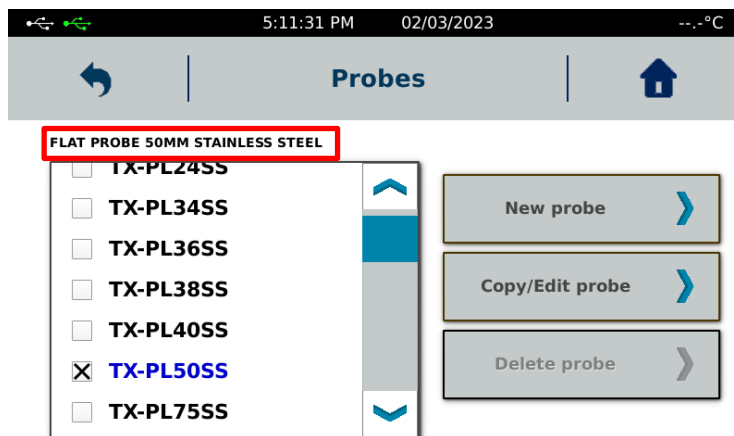 5:11:31 PM 02/03/2023 --.-°C
Probes
FLAT PROBE 50MM STAINLESS STEEL
TX-PL24SS
TX-PL34SS
TX-PL36SS
TX-PL38SS
TX-PL40SS
TX-PL50SS
TX-PL75SS
New probe
Copy/Edit probe
Delete probe